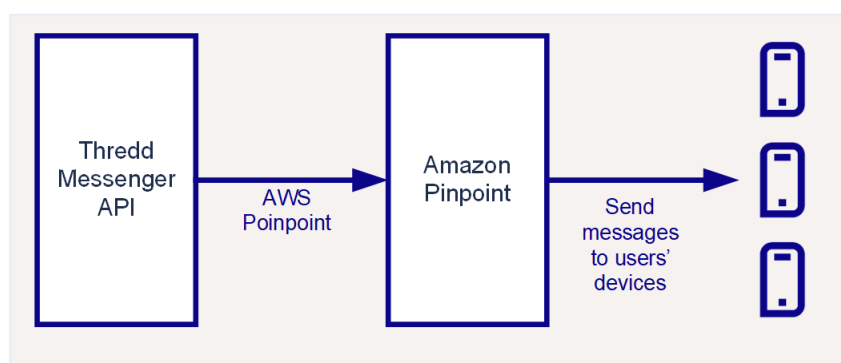 Thredd
Messenger
API
AWS
Poinpoint
Amazon
Pinpoint
Send
messages
to users’
devices